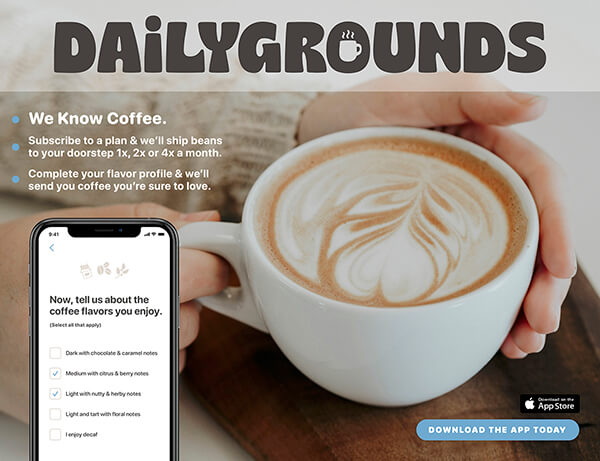 DAiLYGROUNDS
We Know Coffee.
Subscribe to a plan & we'll ship beans
to your doorstep 1x, 2x or 4x a month.
Complete your flavor profile & we'll
send you coffee you're sure to love.
9:41
Now, tell us about the
coffee flavors you enjoy.
(Select all that apply)
Dark with chocolate & caramel notes
Medium with citrus & berry notes
Light with nutty & herby notes
Light and tart with floral notes
I enjoy decaf
Download on the
App Store
DOWNLOAD THE APP TODAY